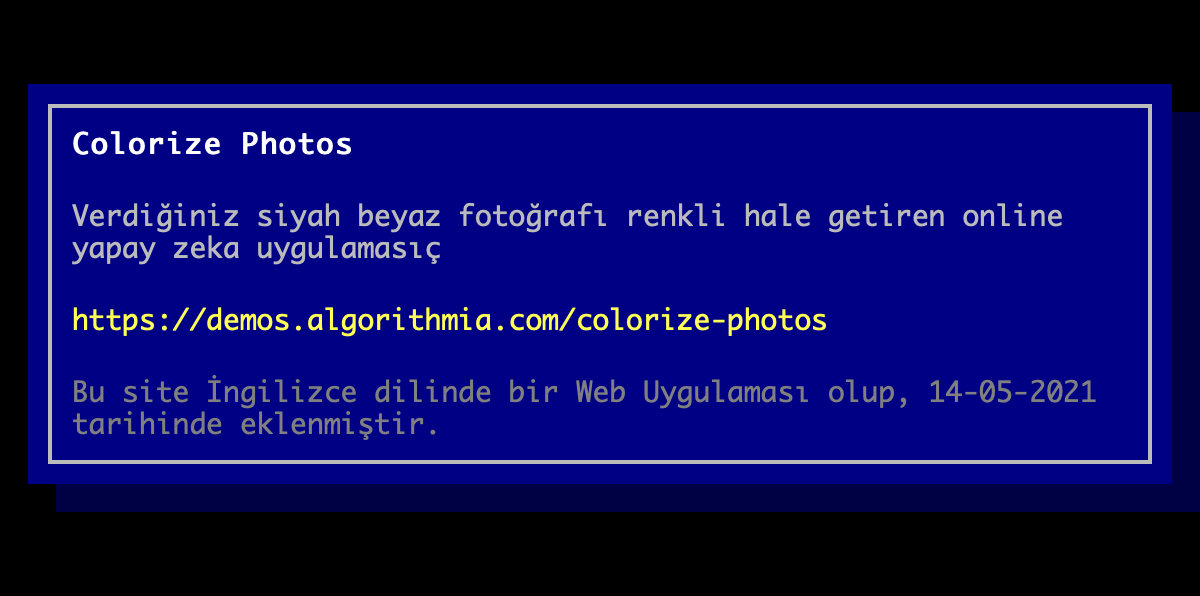 Colorize Photos
Verdiğiniz siyah beyaz fotoğrafı renkli hale getiren online
yapay zeka uygulamasıç
https://demos.algorithmia.com/colorize-photos
Bu site İngilizce dilinde bir Web Uygulaması olup, 14-05-2021
tarihinde eklenmiştir.